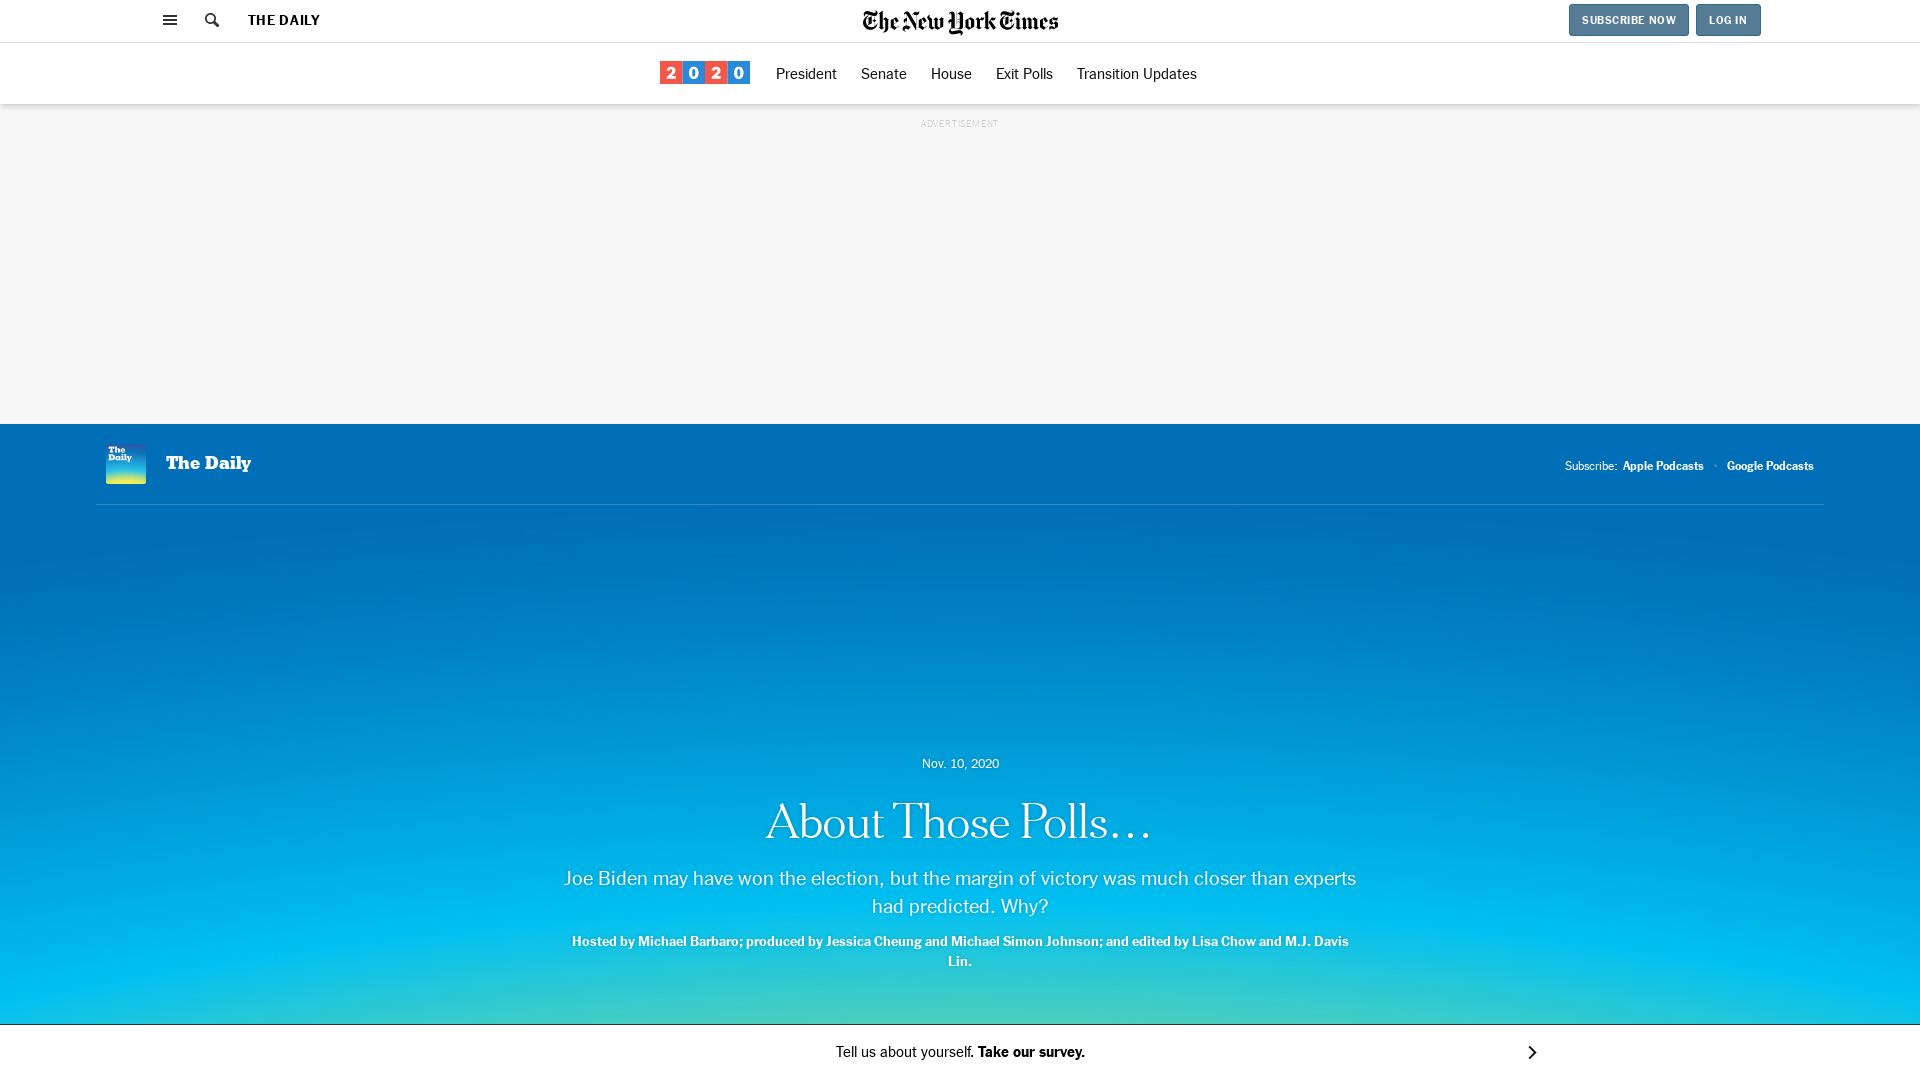 THE DAILY
The New York Times
SUBSCRIBE NOW
LOG IN
2020
President
Senate
House
Exit Polls
Transition Updates
ADVERTISEMENT
The Daily
The Daily
Subscribe: Apple Podcasts • Google Podcasts
Nov. 10, 2020
About Those Polls…
Joe Biden may have won the election, but the margin of victory was much closer than experts
had predicted. Why?
Hosted by Michael Barbaro; produced by Jessica Cheung and Michael Simon Johnson; and edited by Lisa Chow and M.J. Davis
Lin.
Tell us about yourself. Take our survey.